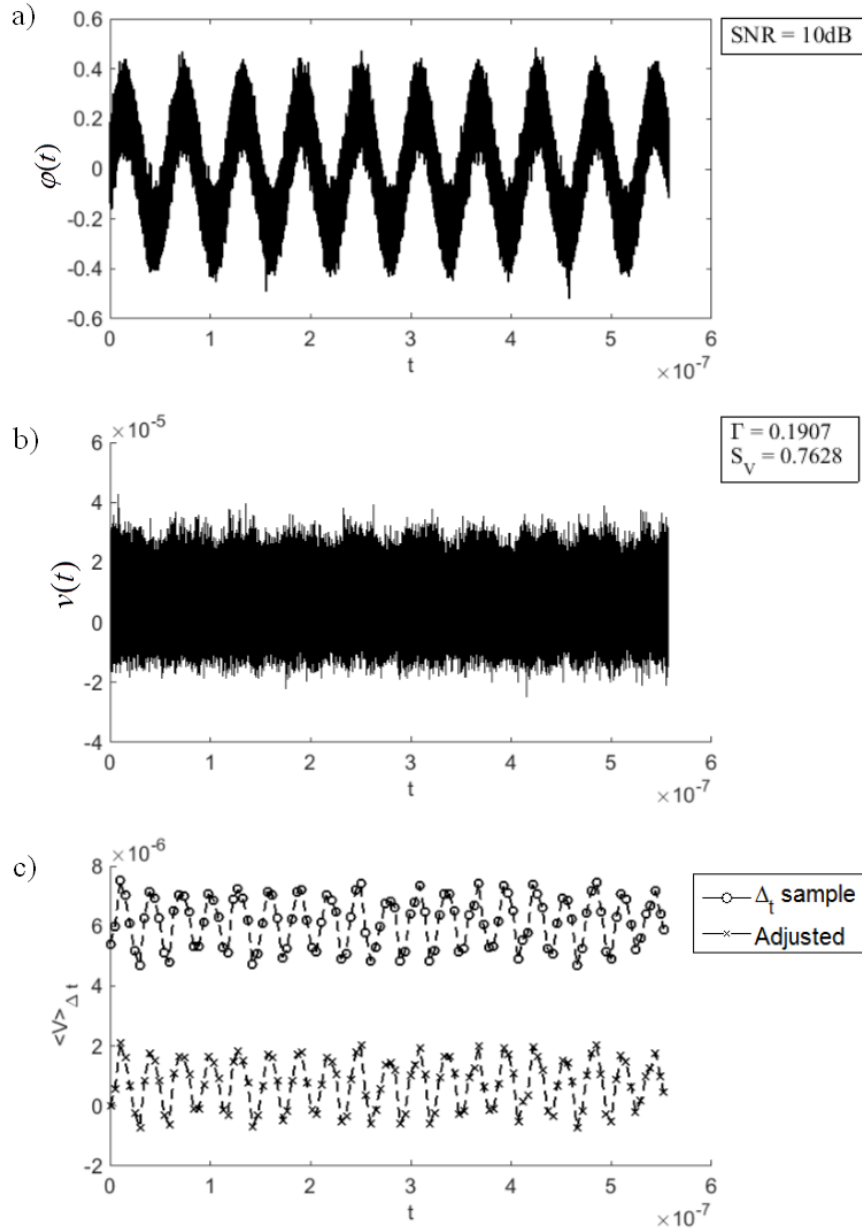 a)
SNR = 10dB
0.6
0.4
0.2
0
-0.2
-0.4
-0.6
φ(t)
0 1 2 3 4 5 6
t
×10-7
b)
×10-5
Γ = 0.1907
SV = 0.7628
6
4
2
0
-2
-4
v(t)
0 1 2 3 4 5 6
t
×10-7
c)
×10-6
Δt sample
Adjusted
8
6
4
2
0
-2
<V>Δ t
0 1 2 3 4 5 6
t
×10-7